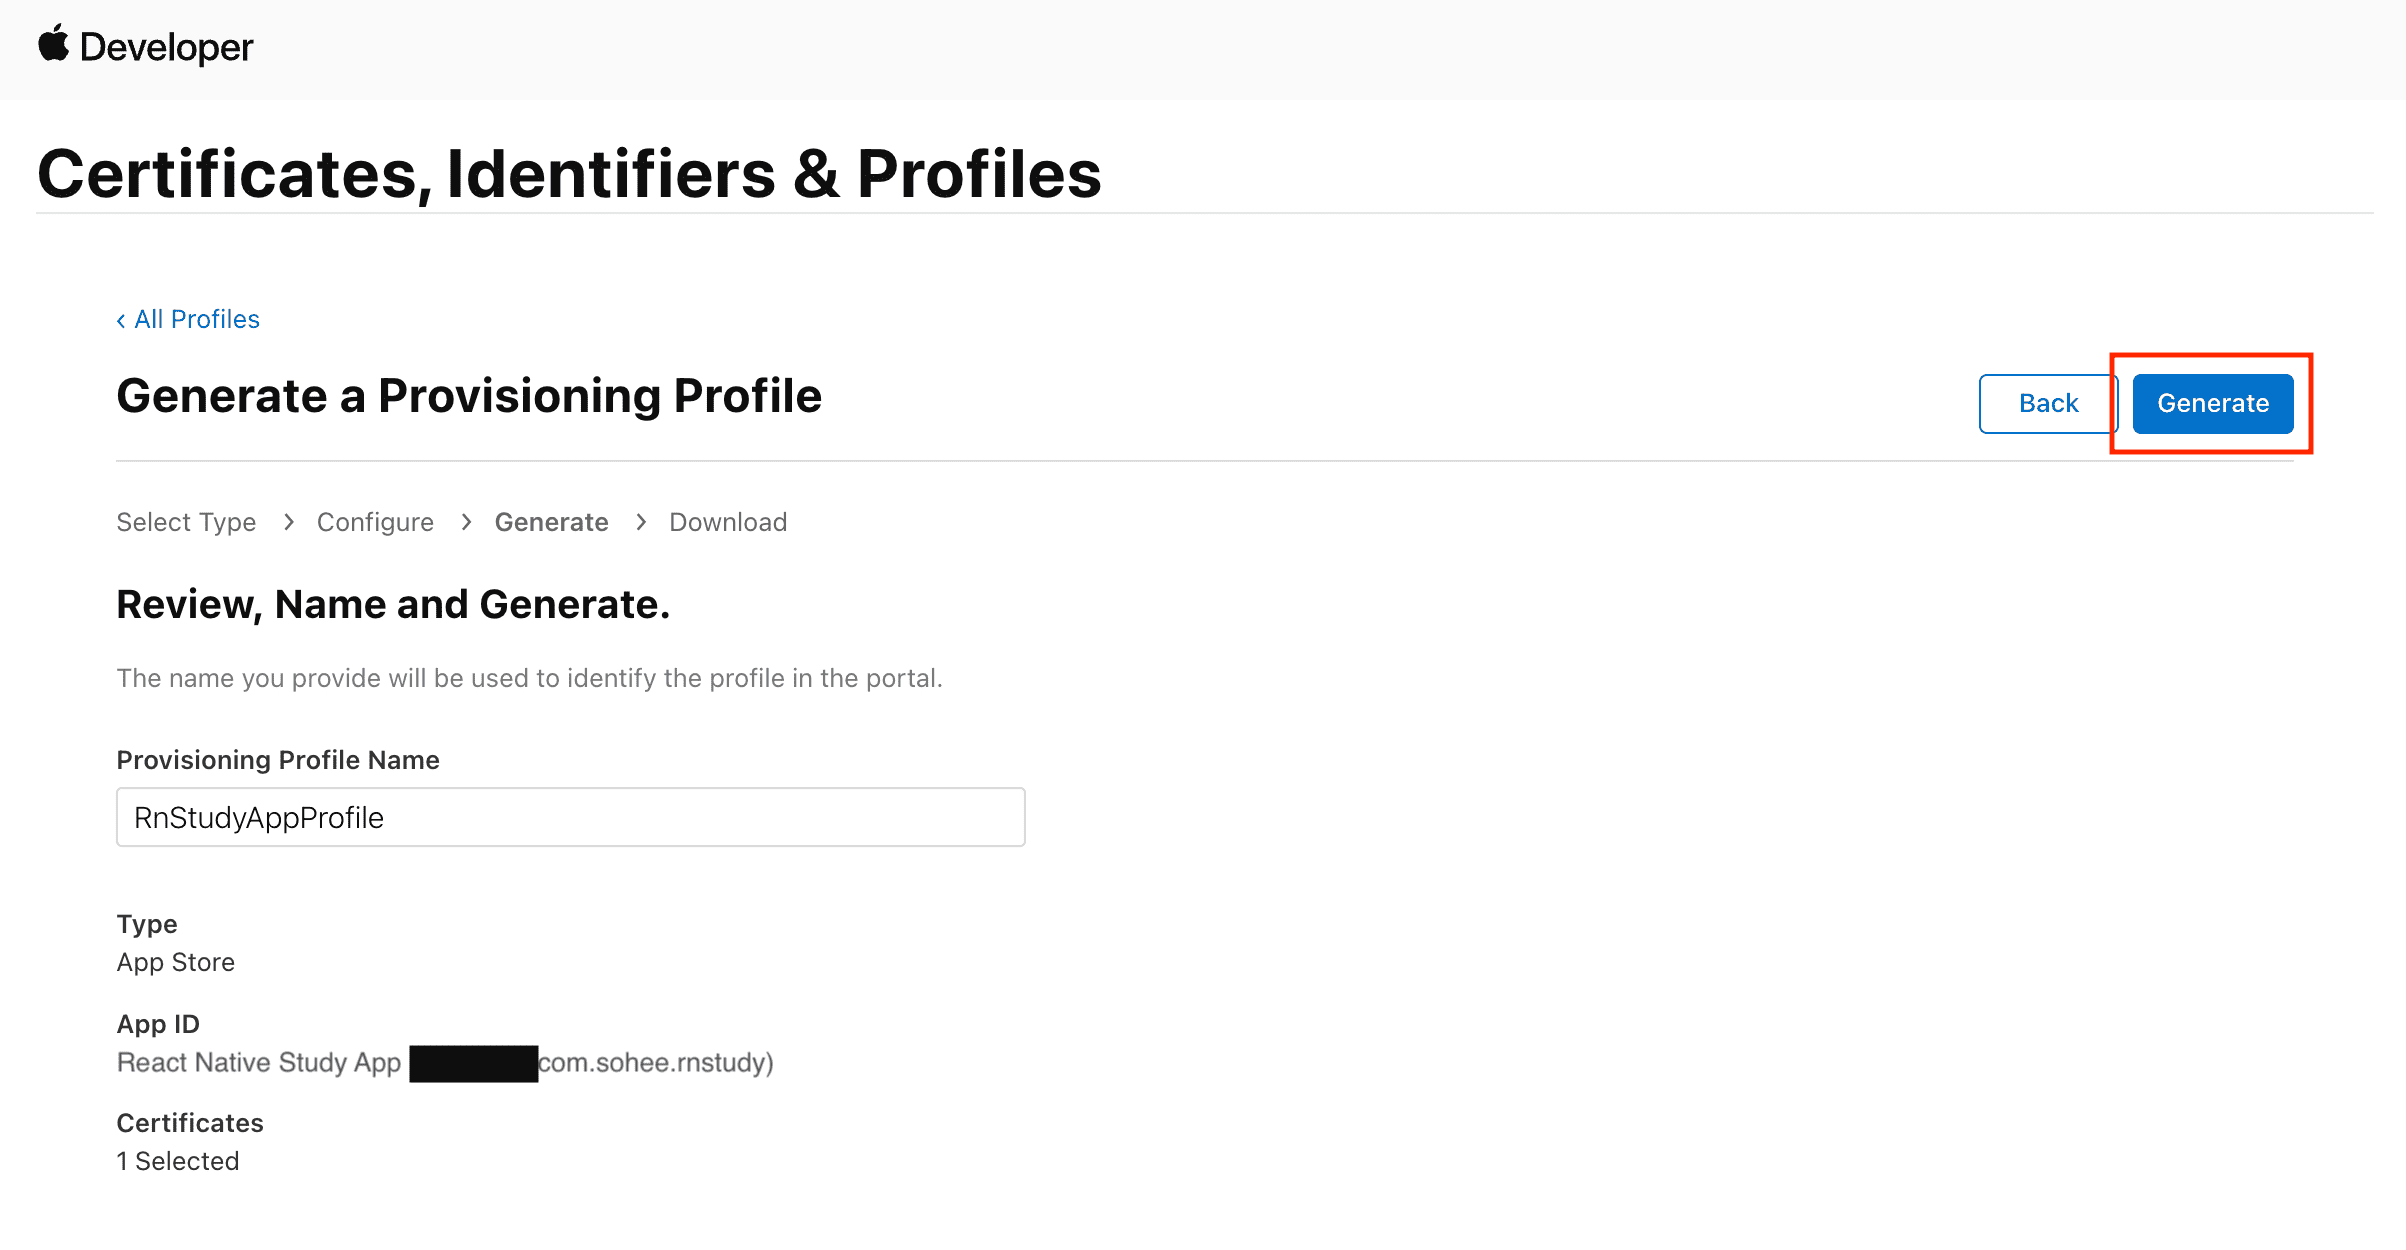 Developer
Certificates, Identifiers & Profiles
‹ All Profiles
Generate a Provisioning Profile
Back
Generate
Select Type > Configure > Generate > Download
Review, Name and Generate.
The name you provide will be used to identify the profile in the portal.
Provisioning Profile Name
RnStudyAppProfile
Type
App Store
App ID
React Native Study App com.sohee.rnstudy)
Certificates
1 Selected